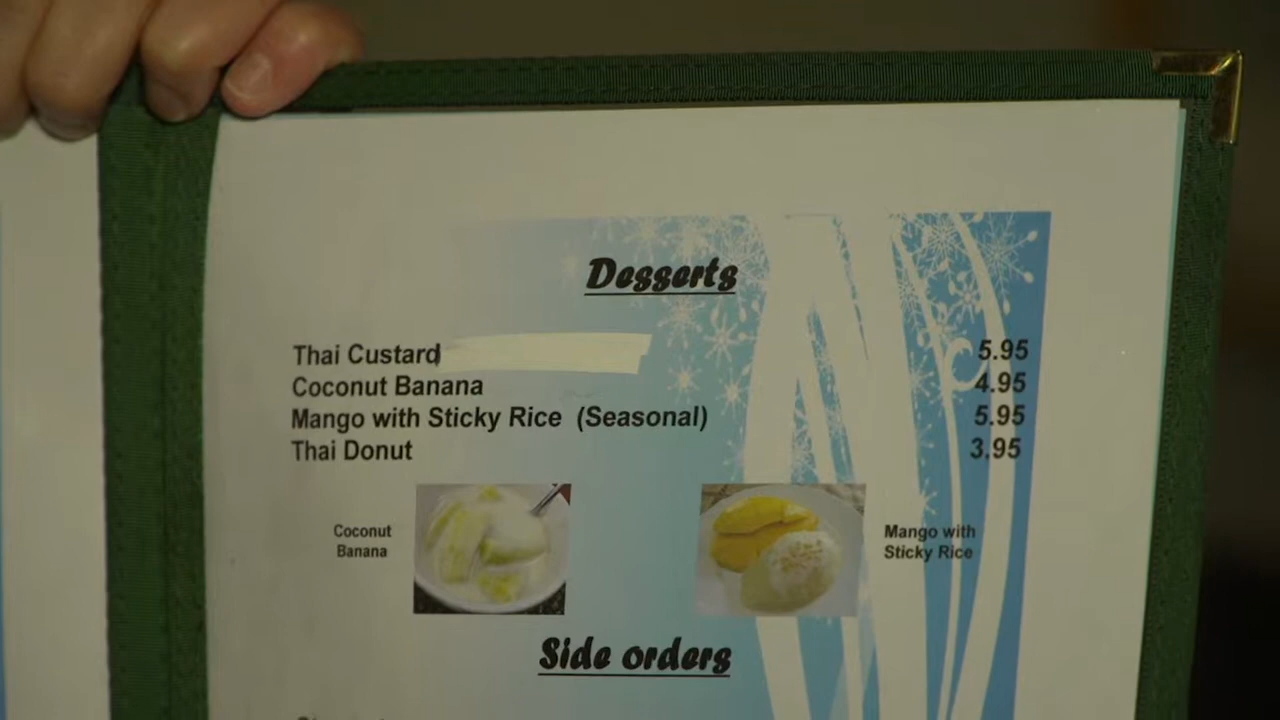 Desserts
Thai Custard 5.95
Coconut Banana 4.95
Mango with Sticky Rice (Seasonal) 5.95
Thai Donut 3.95
Coconut
Banana
Mango with
Sticky Rice
Side orders